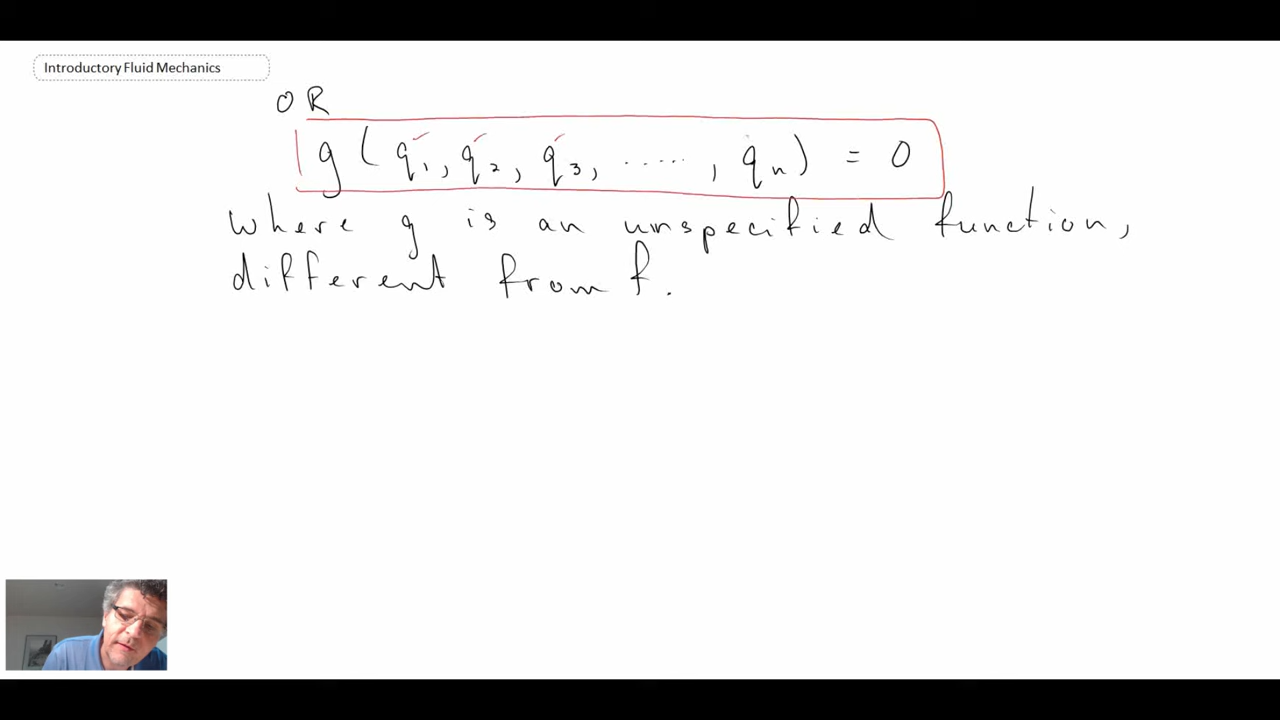 Introductory Fluid Mechanics
OR
g(q₁, q₂, q₃, ....., qₙ) = 0
where g is an unspecified function,
different from f.